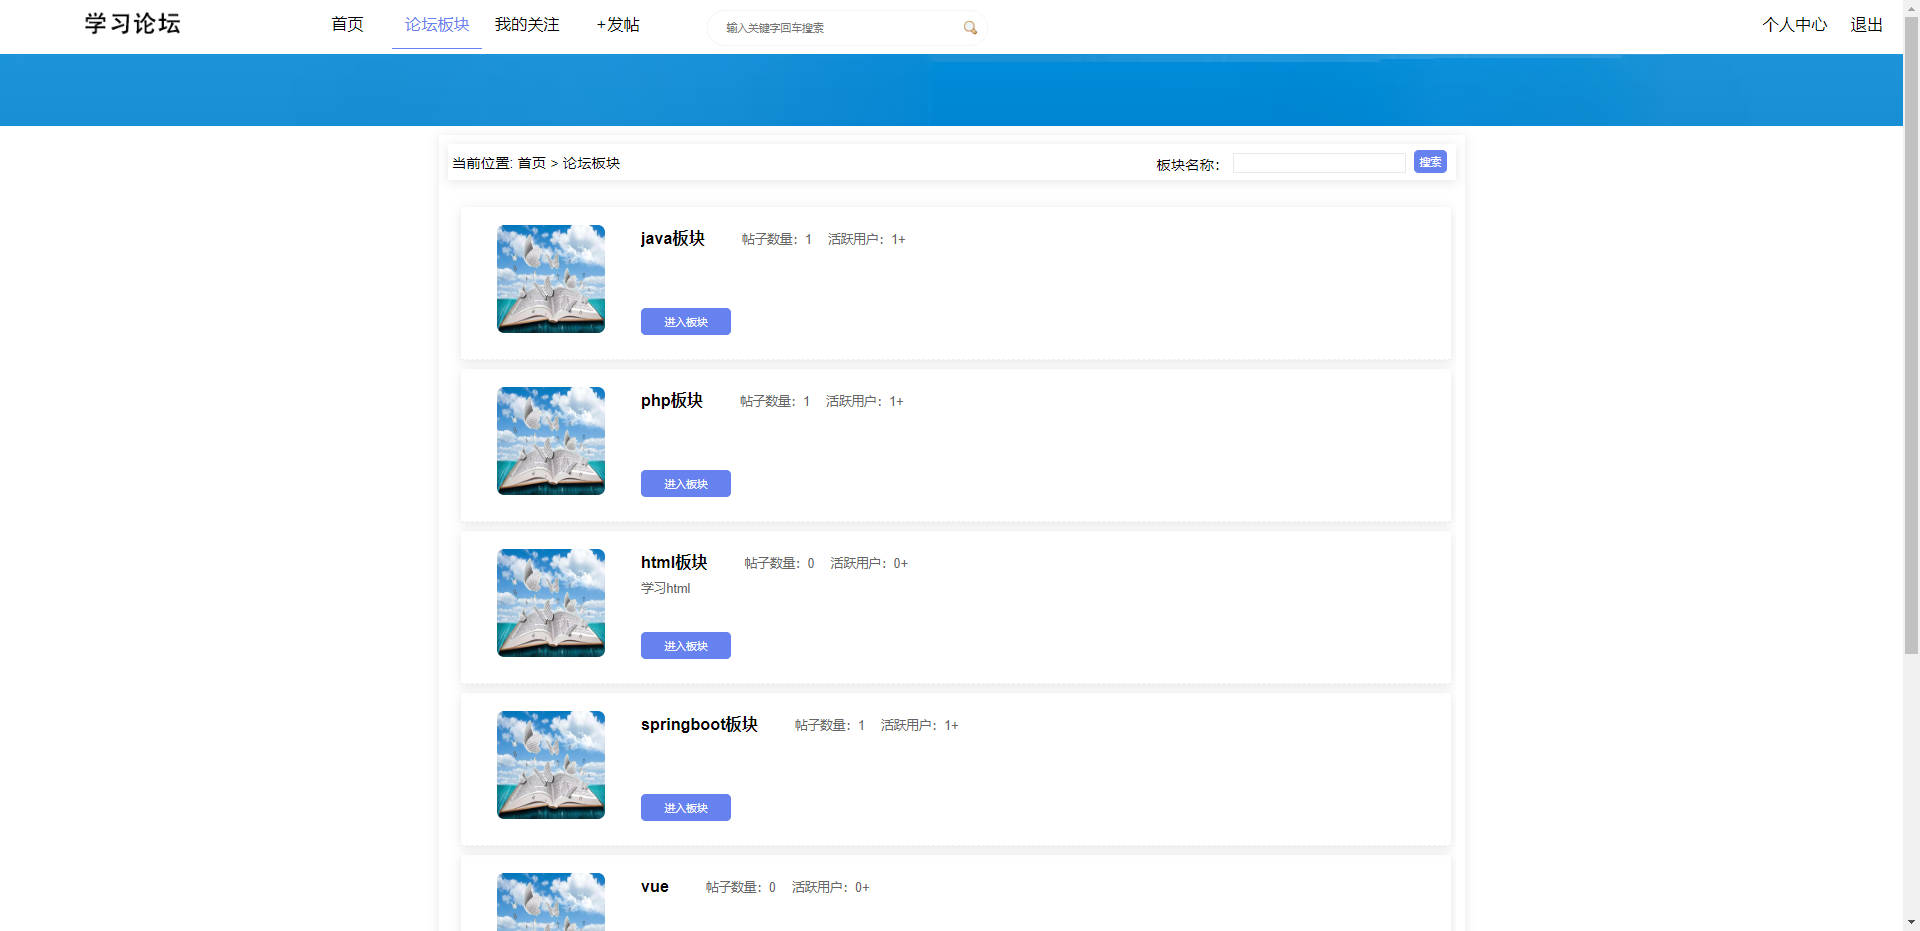 学习论坛 首页 论坛板块 我的关注 +发帖 输入关键字回车搜索 个人中心 退出
当前位置: 首页 > 论坛板块 板块名称： 搜索
java板块 帖子数量：1 活跃用户：1+
进入板块
php板块 帖子数量：1 活跃用户：1+
进入板块
html板块 帖子数量：0 活跃用户：0+
学习html
进入板块
springboot板块 帖子数量：1 活跃用户：1+
进入板块
vue 帖子数量：0 活跃用户：0+